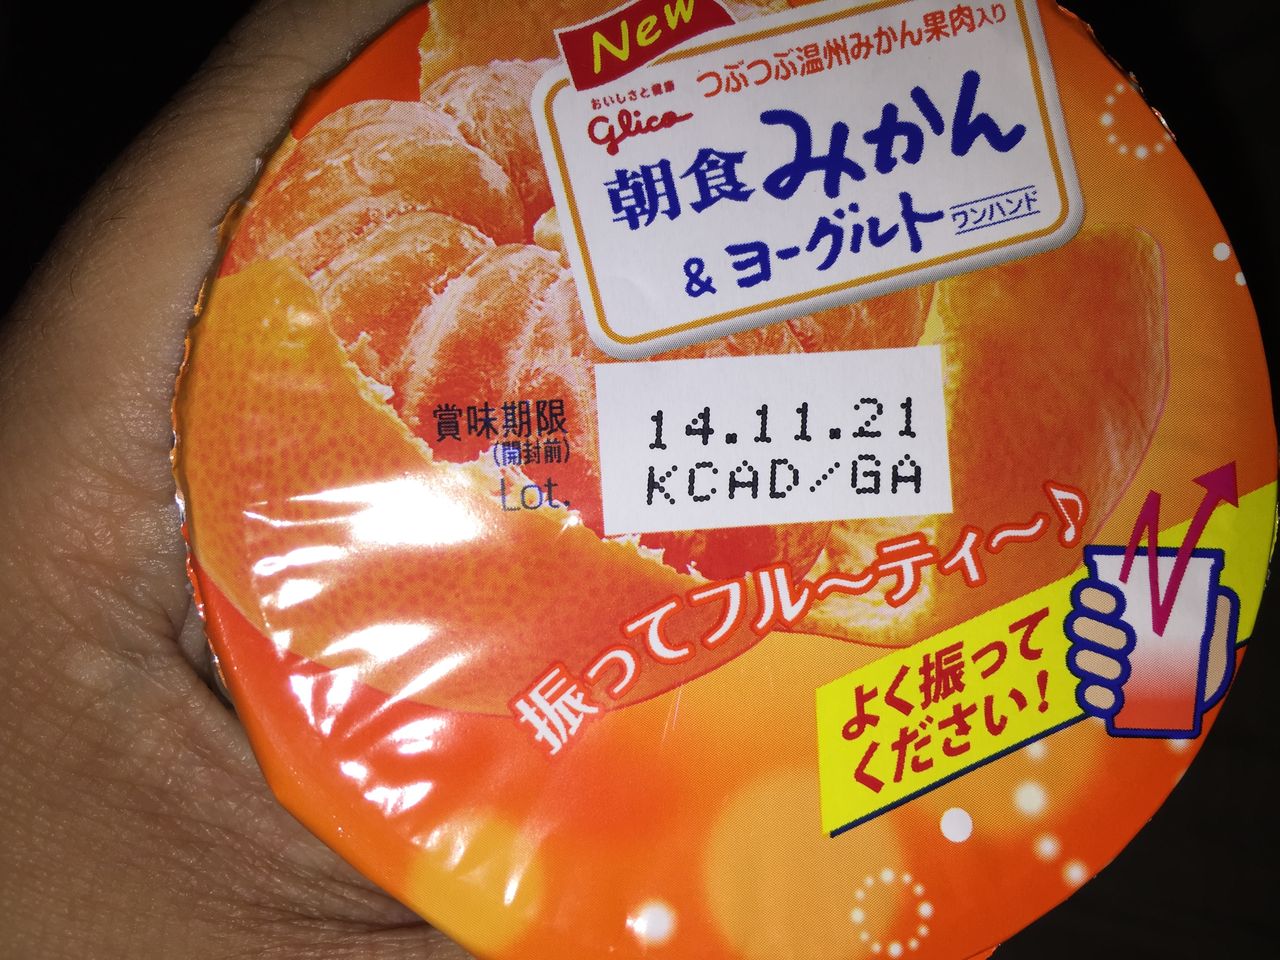 New
つぶつぶ温州みかん果肉入り
おいしさと健康
glico
朝食みかん
&ヨーグルト ワンハンド
賞味期限
(開封前)
Lot.
14.11.21
KCAD/GA
振ってフル〜ティ〜♪
よく振って
ください!